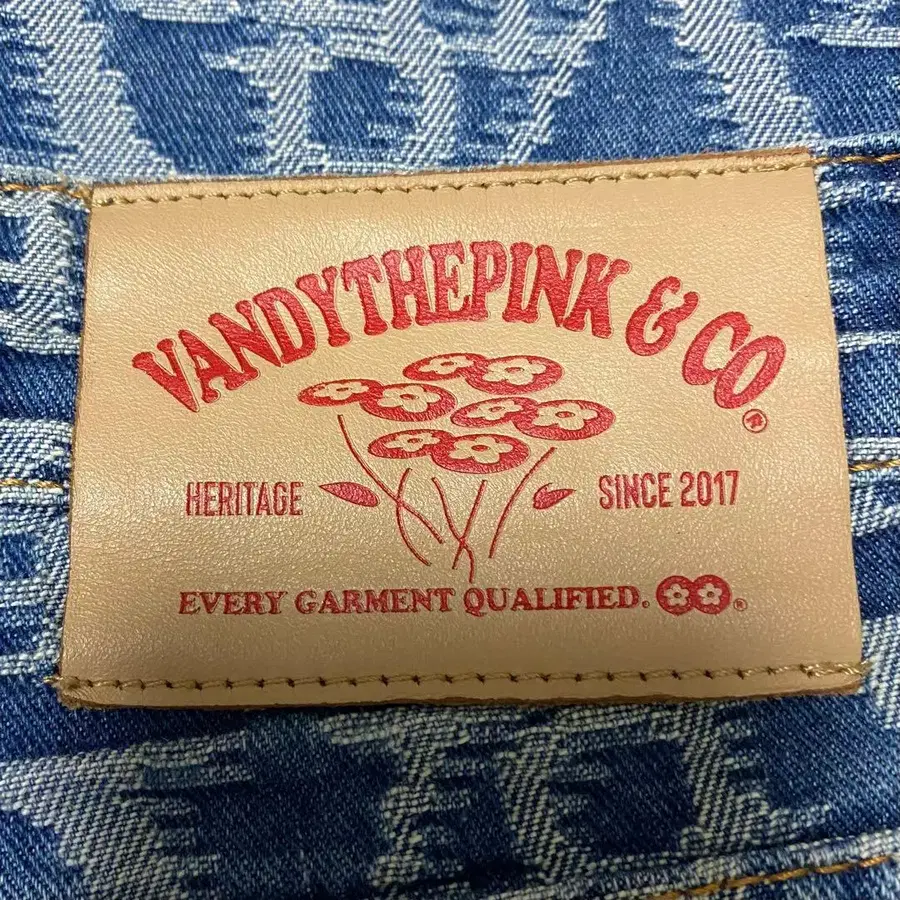 VANDYTHEPINK & CO®
HERITAGE
SINCE 2017
EVERY GARMENT QUALIFIED. ®